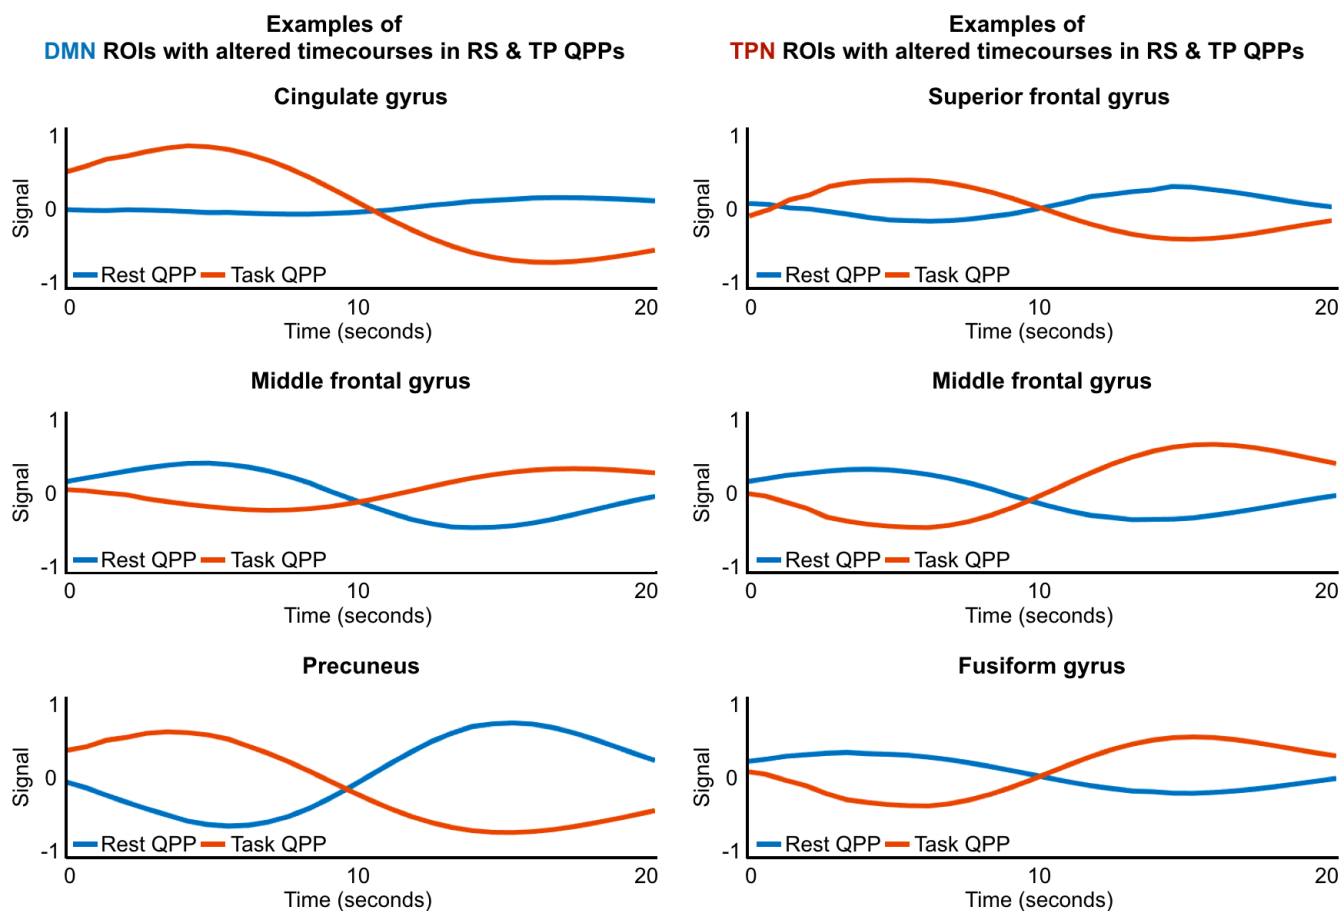 Examples of
DMN ROIs with altered timecourses in RS & TP QPPs
Cingulate gyrus
1
0
-1
Signal
Rest QPP Task QPP
0 10 20
Time (seconds)
Middle frontal gyrus
1
0
-1
Signal
Rest QPP Task QPP
0 10 20
Time (seconds)
Precuneus
1
0
-1
Signal
Rest QPP Task QPP
0 10 20
Time (seconds)
Examples of
TPN ROIs with altered timecourses in RS & TP QPPs
Superior frontal gyrus
1
0
-1
Signal
Rest QPP Task QPP
0 10 20
Time (seconds)
Middle frontal gyrus
1
0
-1
Signal
Rest QPP Task QPP
0 10 20
Time (seconds)
Fusiform gyrus
1
0
-1
Signal
Rest QPP Task QPP
0 10 20
Time (seconds)